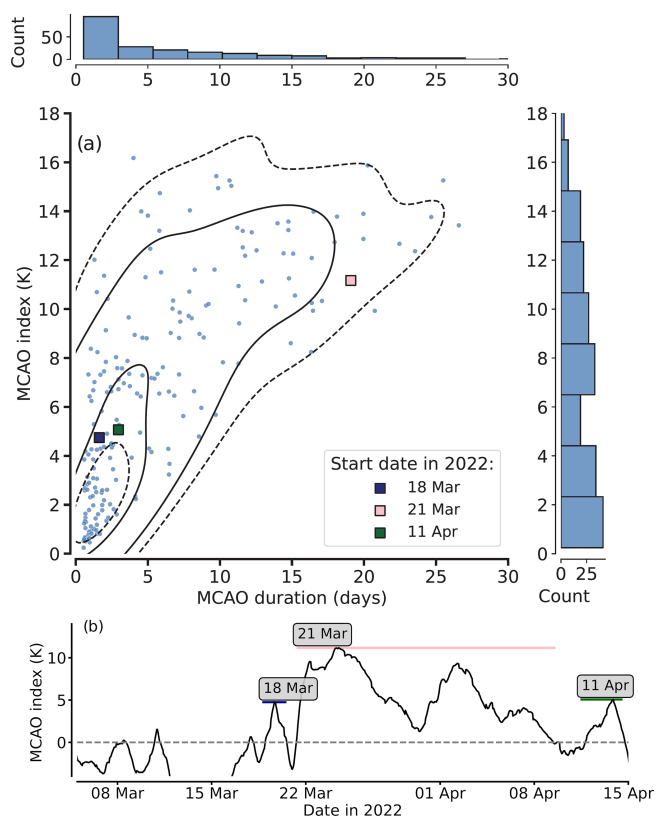 Count
50
0
0 5 10 15 20 25 30
(a)
MCAO index (K)
18
16
14
12
10
8
6
4
2
0
0 5 10 15 20 25 30
MCAO duration (days)
Start date in 2022:
18 Mar
21 Mar
11 Apr
18
16
14
12
10
8
6
4
2
0
0 25
Count
(b)
MCAO index (K)
10
5
0
21 Mar
18 Mar
11 Apr
08 Mar 15 Mar 22 Mar 01 Apr 08 Apr 15 Apr
Date in 2022